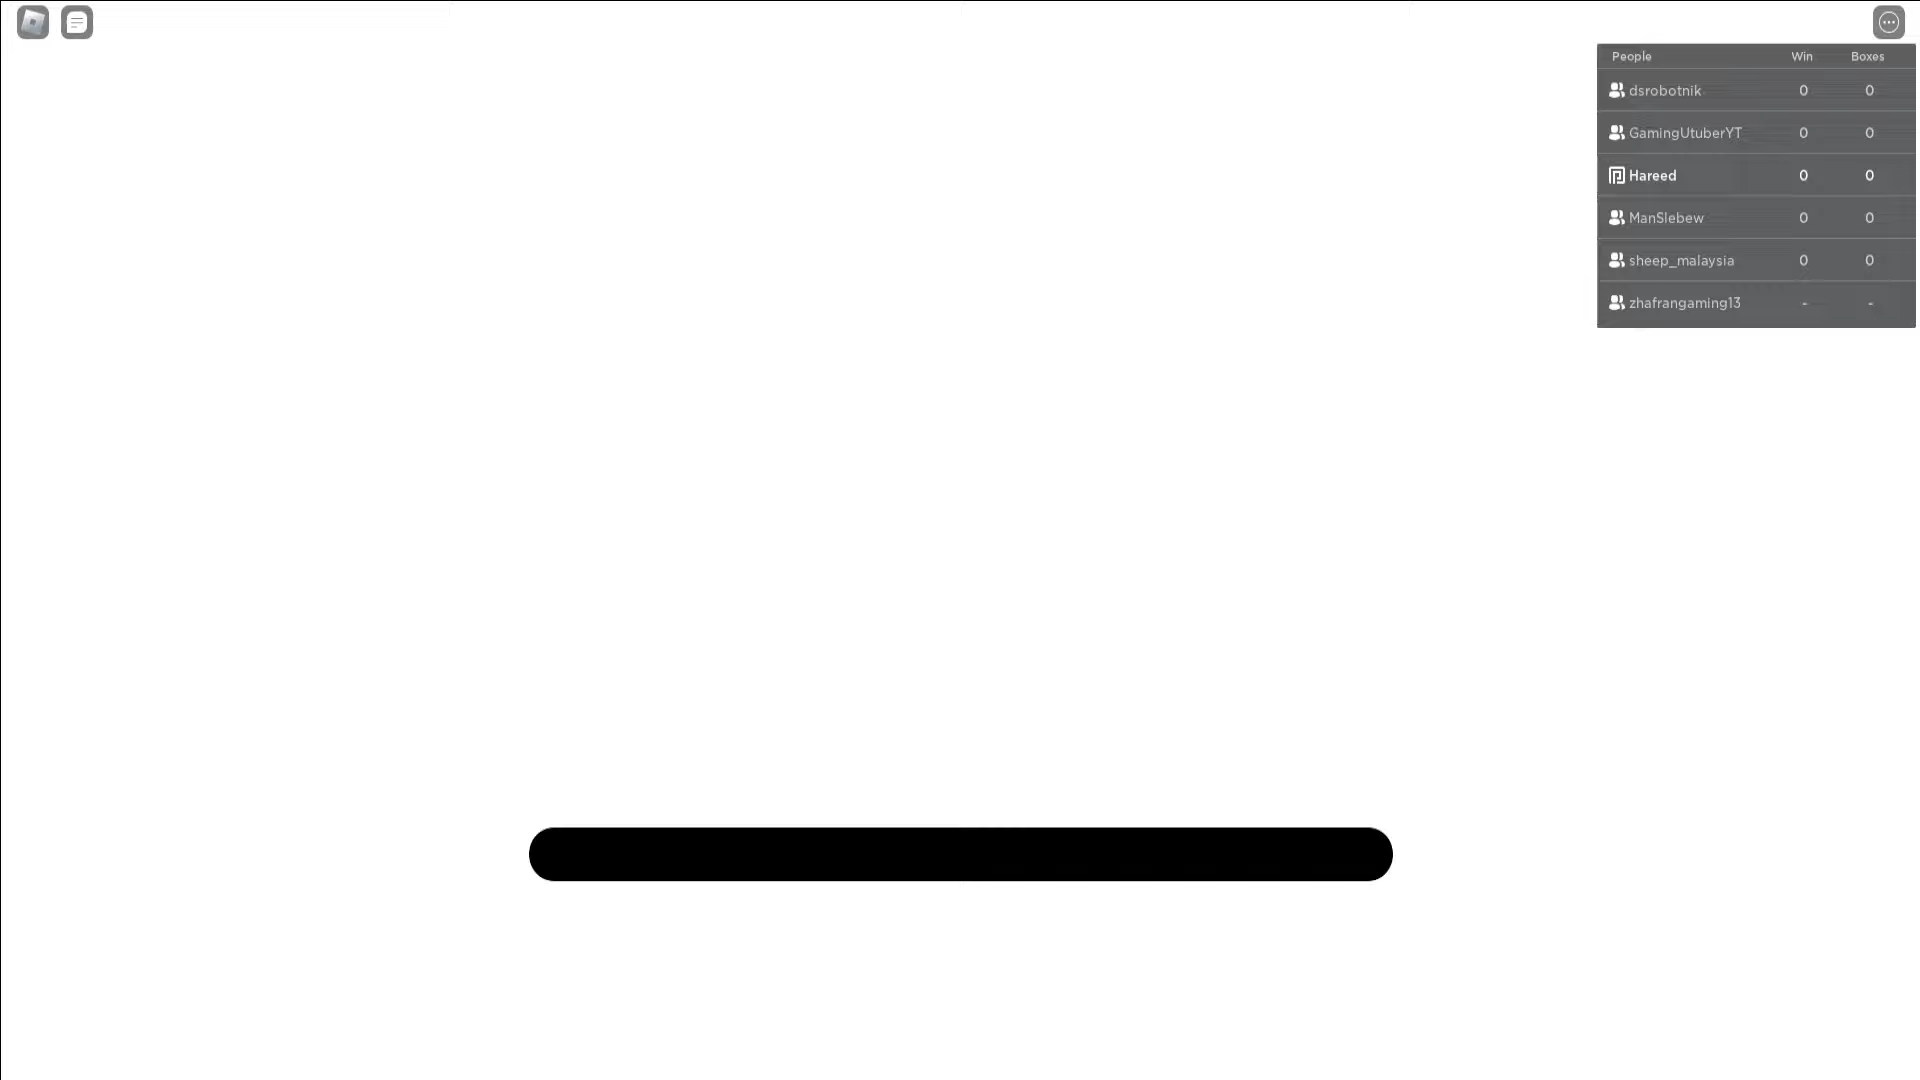 People Win Boxes
dsrobotnik 0 0
GamingUtuberYT 0 0
Hareed 0 0
ManSlebew 0 0
sheep_malaysia 0 0
zhafrangaming13 - -